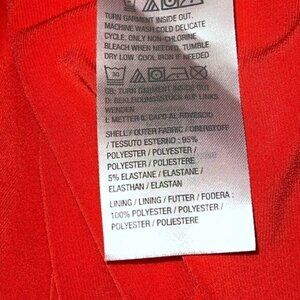 TURN GARMENT INSIDE OUT.
MACHINE WASH COLD DELICATE
CYCLE. ONLY NON-CHLORINE
BLEACH WHEN NEEDED. TUMBLE
DRY LOW. COOL IRON IF NEEDED
30
GB: TURN GARMENT INSIDE OUT
D: BEKLEIDUNGSSTÜCK AUF LINKS
WENDEN
I: METTER IL CAPO AL ROVESCIO
SHELL / OUTER FABRIC / OBERSTOFF
/ TESSUTO ESTERNO : 95%
POLYESTER / POLYESTER /
POLYESTER / POLIESTERE
5% ELASTANE / ELASTANE /
ELASTHAN / ELASTAN
LINING / LINING / FUTTER / FODERA :
100% POLYESTER / POLYESTER /
POLYESTER / POLIESTERE